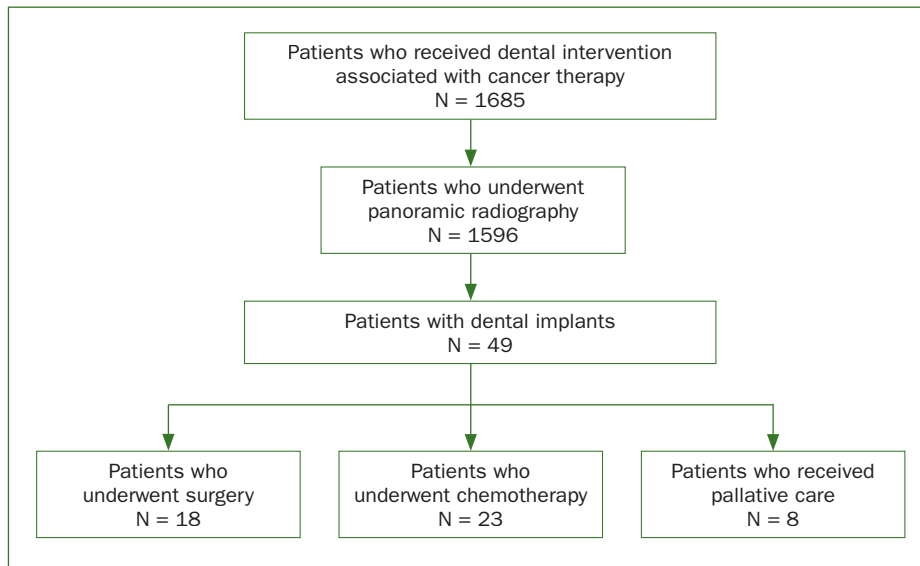 Patients who received dental intervention
associated with cancer therapy
N = 1685
Patients who underwent
panoramic radiography
N = 1596
Patients with dental implants
N = 49
Patients who
underwent surgery
N = 18
Patients who
underwent chemotherapy
N = 23
Patients who received
pallative care
N = 8